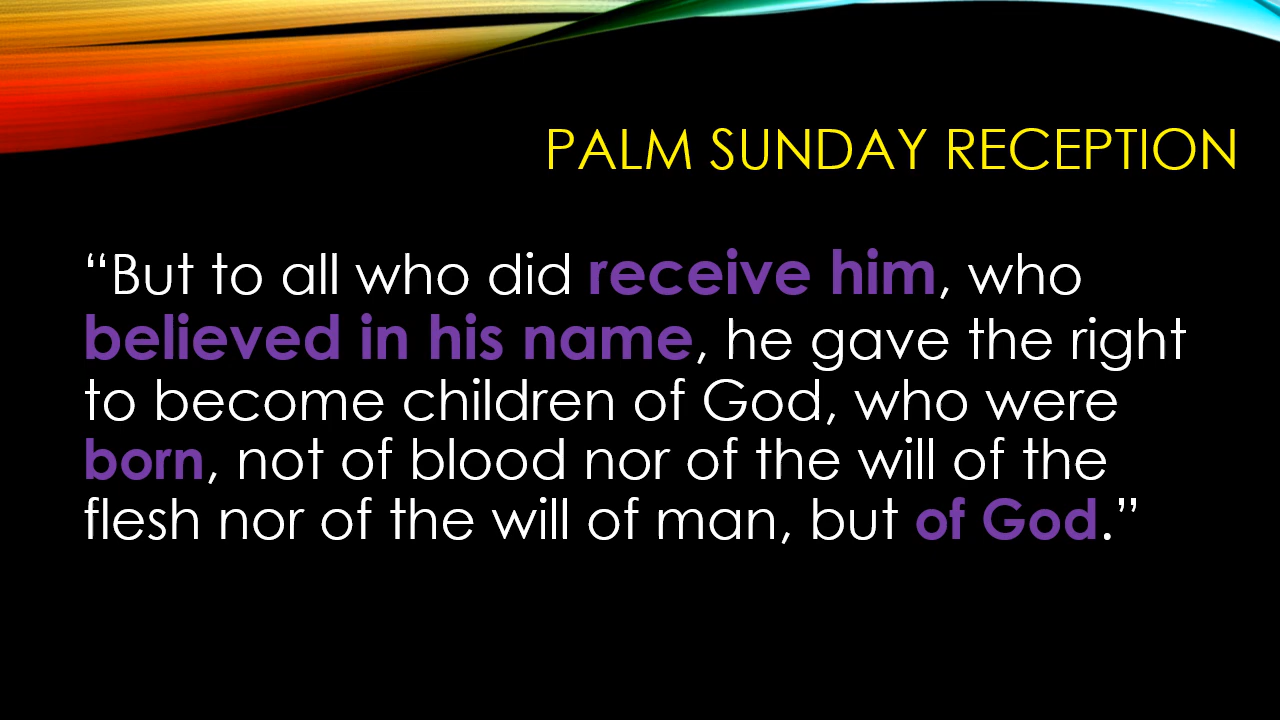 PALM SUNDAY RECEPTION
“But to all who did receive him, who
believed in his name, he gave the right
to become children of God, who were
born, not of blood nor of the will of the
flesh nor of the will of man, but of God.”